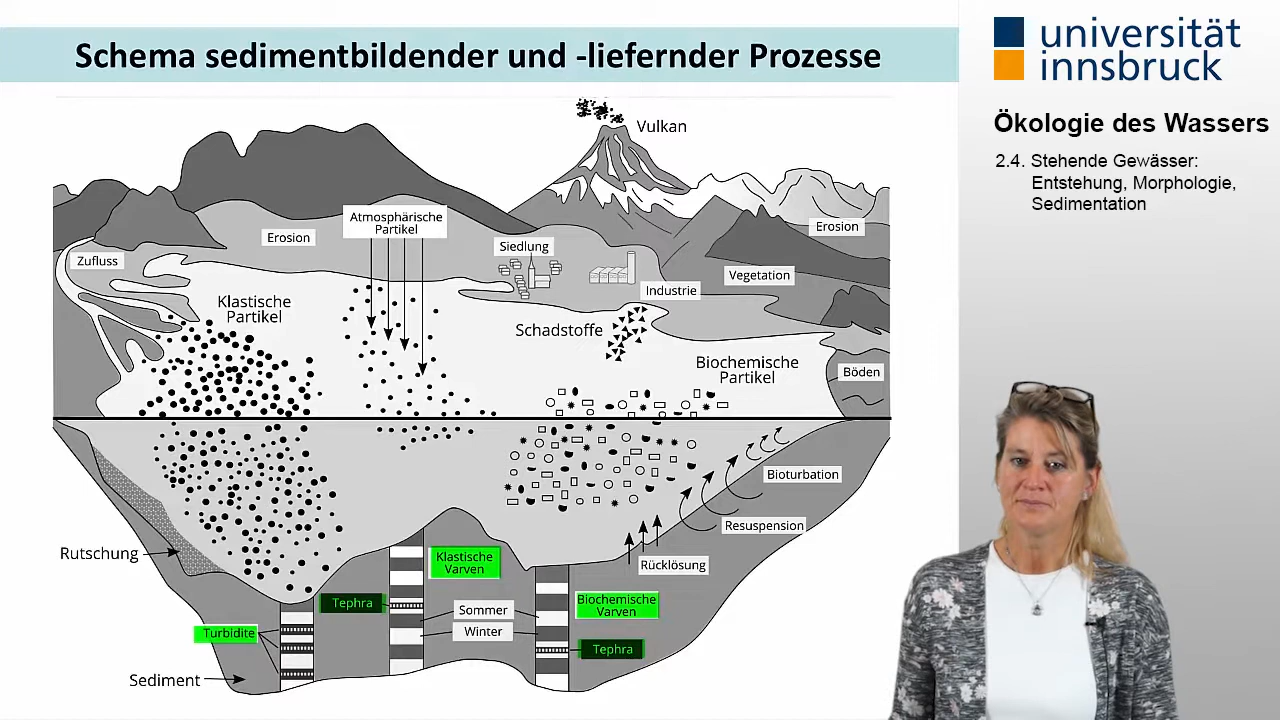 Schema sedimentbildender und -liefernder Prozesse
universität
innsbruck
Ökologie des Wassers
2.4. Stehende Gewässer:
Entstehung, Morphologie,
Sedimentation
Vulkan
Atmosphärische
Partikel
Erosion
Erosion
Siedlung
Zufluss
Vegetation
Industrie
Klastische
Partikel
Schadstoffe
Biochemische
Partikel
Böden
Bioturbation
Resuspension
Rutschung
Rücklösung
Klastische
Varven
Tephra
Biochemische
Varven
Sommer
Winter
Turbidite
Tephra
Sediment